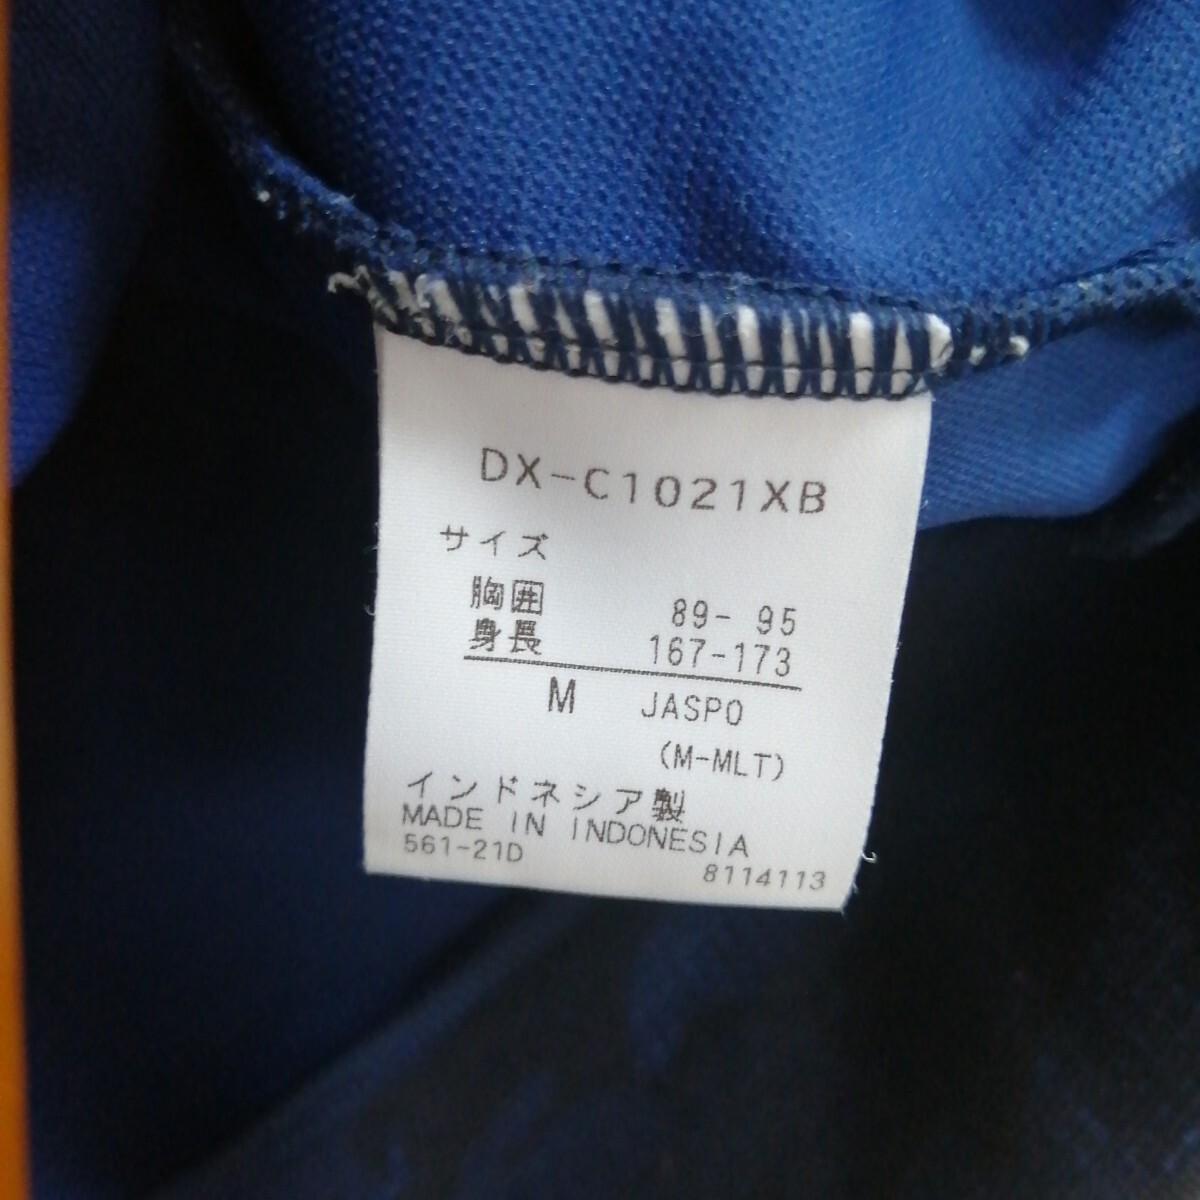 DX-C1021XB
サイズ
胸囲 89- 95
身長 167-173
M JASPO
(M-MLT)
インドネシア製
MADE IN INDONESIA
561-21D 8114113